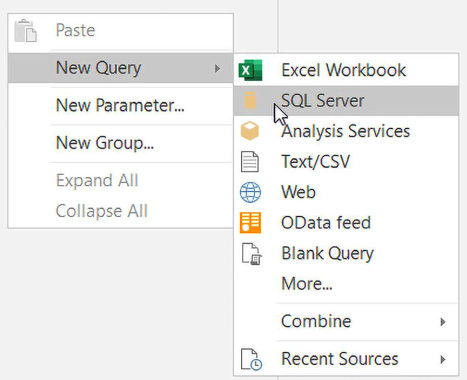 Paste
New Query
New Parameter...
New Group...
Expand All
Collapse All
Excel Workbook
SQL Server
Analysis Services
Text/CSV
Web
OData feed
Blank Query
More...
Combine
Recent Sources